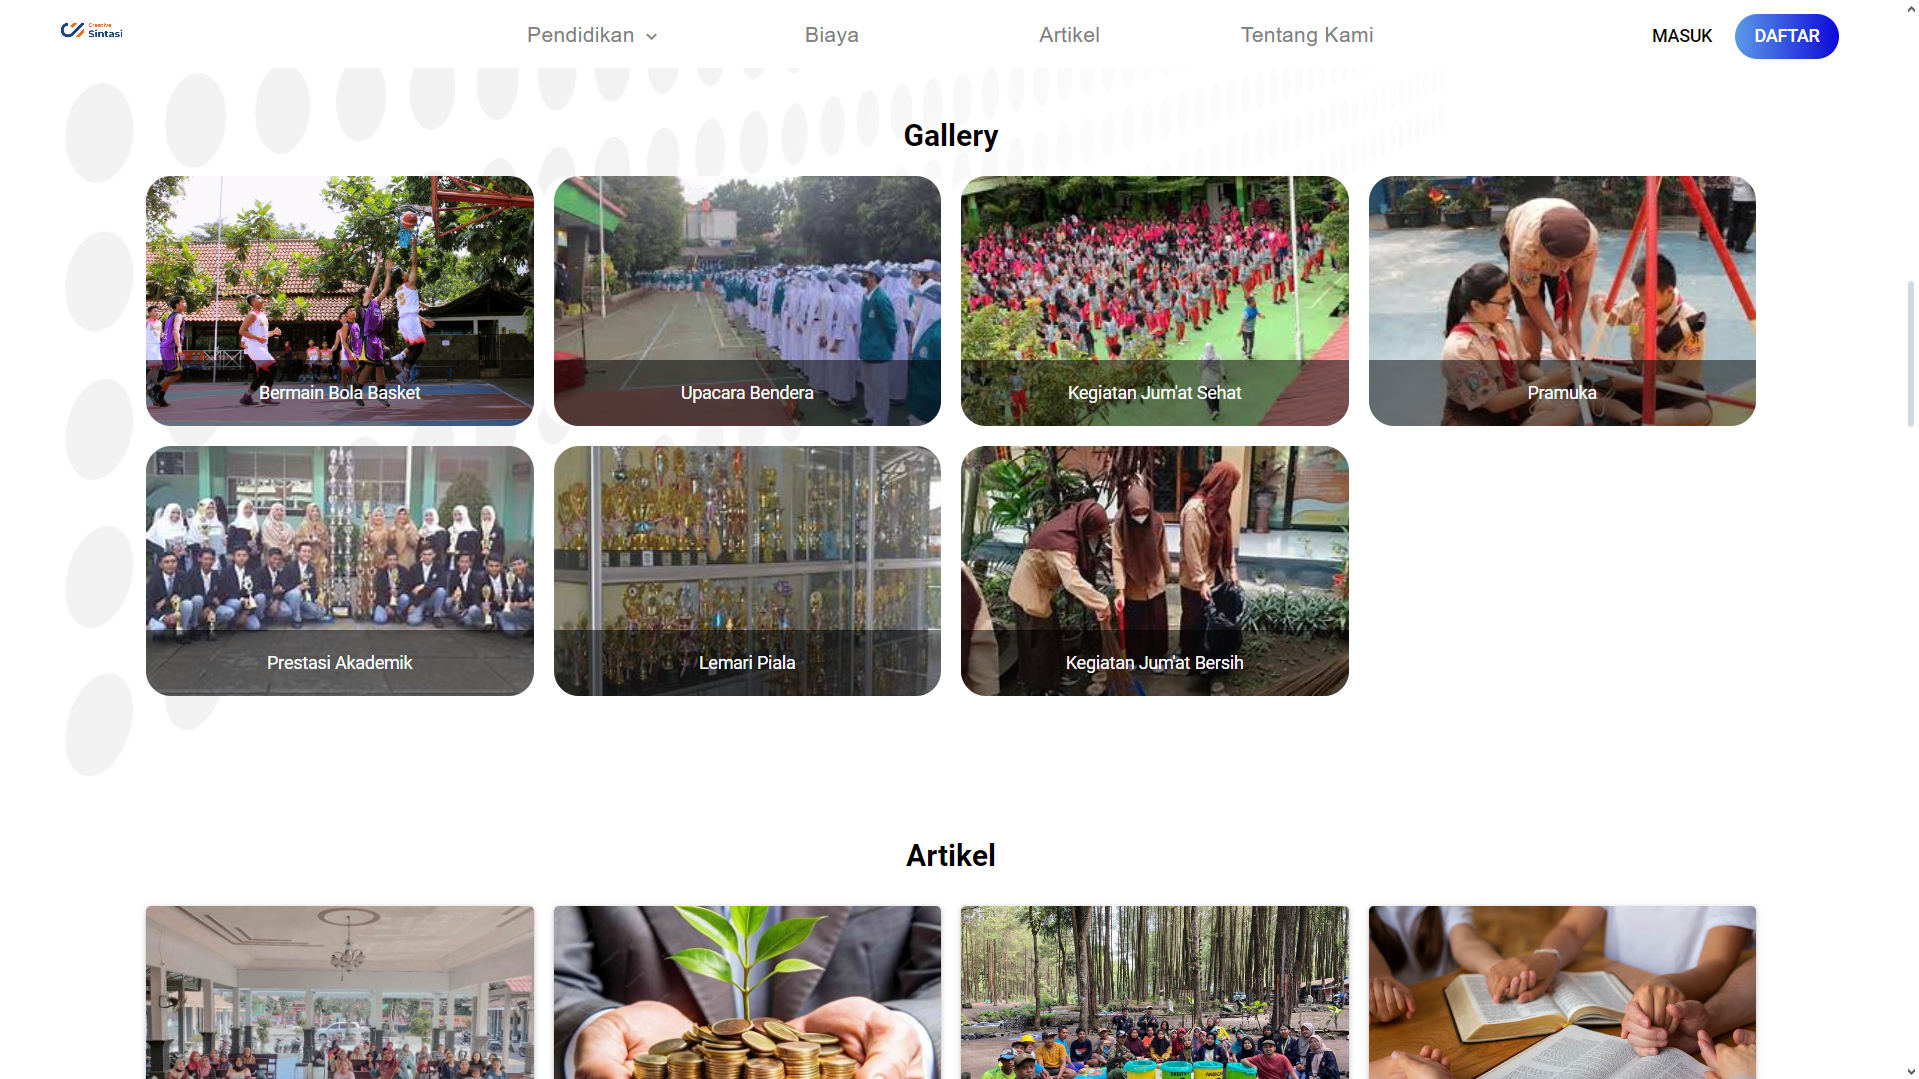 Creative
Sintasi
Pendidikan
Biaya
Artikel
Tentang Kami
MASUK
DAFTAR
Gallery
Bermain Bola Basket
Upacara Bendera
Kegiatan Jum'at Sehat
Pramuka
Prestasi Akademik
Lemari Piala
Kegiatan Jum'at Bersih
Artikel